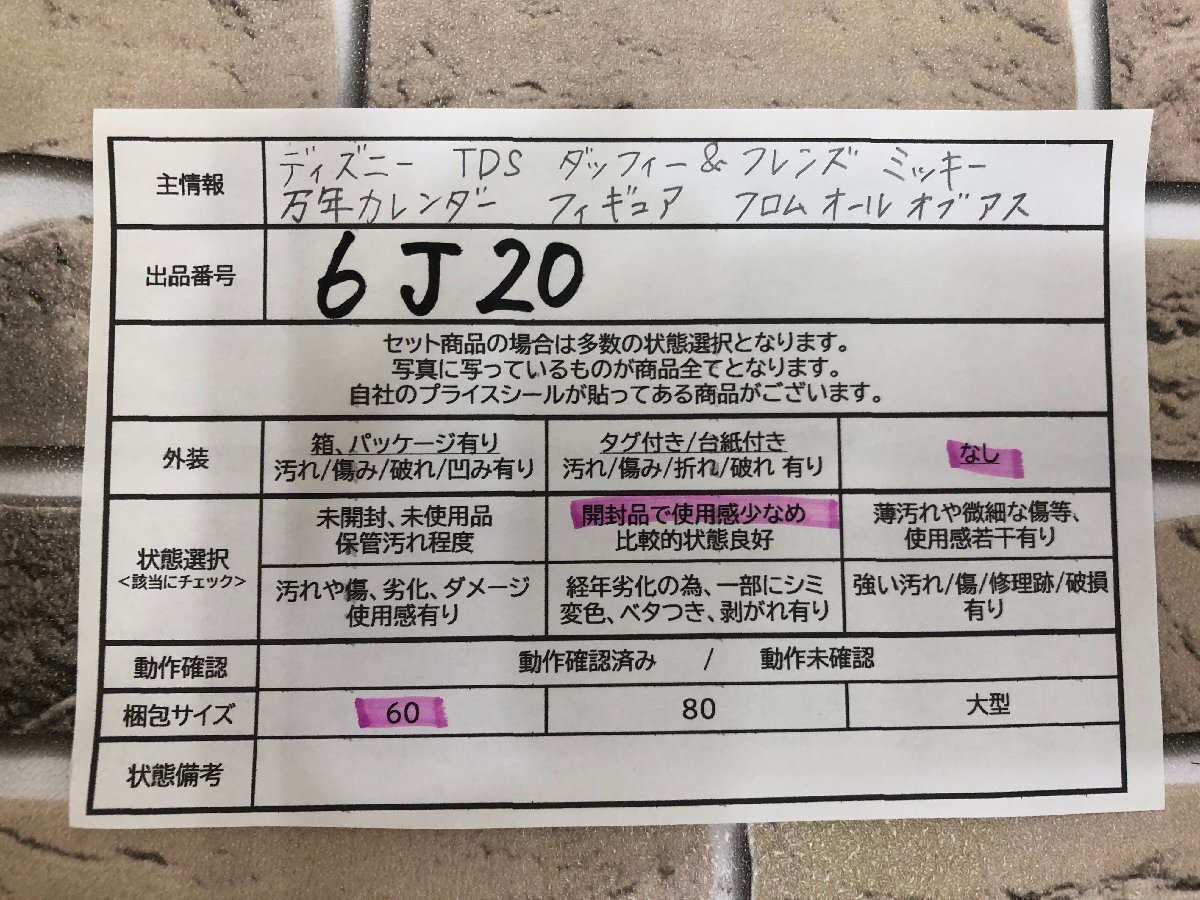 主情報
ディズニー TDS ダッフィー&フレンズ ミッキー
万年カレンダー フィギュア フロムオールオブアス
出品番号
6J20
セット商品の場合は多数の状態選択となります。
写真に写っているものが商品全てとなります。
自社のプライスシールが貼ってある商品がございます。
外装
箱、パッケージ有り
汚れ/傷み/破れ/凹み有り
タグ付き/台紙付き
汚れ/傷み/折れ/破れ 有り
なし
状態選択
<該当にチェック>
未開封、未使用品
保管汚れ程度
開封品で使用感少なめ
比較的状態良好
薄汚れや微細な傷等、
使用感若干有り
汚れや傷、劣化、ダメージ
使用感有り
経年劣化の為、一部にシミ
変色、ベタつき、剥がれ有り
強い汚れ/傷/修理跡/破損
有り
動作確認
動作確認済み / 動作未確認
梱包サイズ
60
80
大型
状態備考